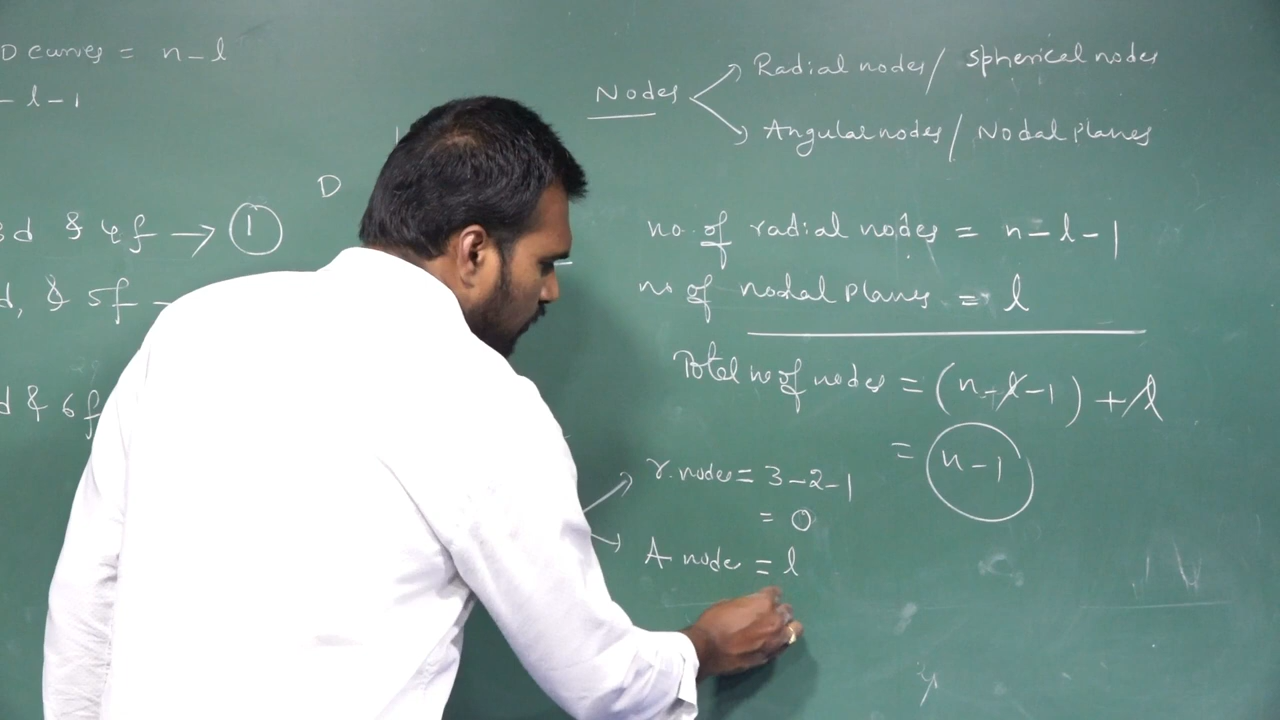 D curves = n-l
- l-1
D
3d & 4f → 1
d, & 5f -
d & 6f
Nodes
Radial nodes/ spherical nodes
Angular nodes/ Nodal Planes
no. of radial nodes = n-l-1
no of nodal Planes = l
Total no of nodes = (n-l-1) + l
= n-1
r. nodes = 3-2-1
= 0
A node = l